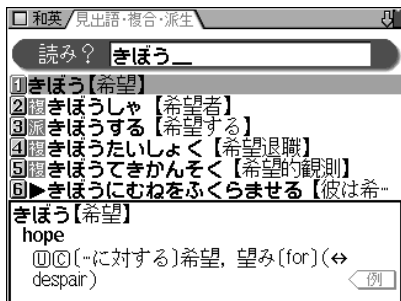 和英 見出語・複合・派生
読み? きぼう_
1 きぼう【希望】
2 複 きぼうしゃ【希望者】
3 派 きぼうする【希望する】
4 複 きぼうたいしょく【希望退職】
5 複 きぼうてきかんそく【希望的観測】
6 ▶きぼうにむねをふくらませる【彼は希…
きぼう【希望】
hope
ⓊⒸ〔…に対する〕希望, 望み〔for〕(↔
despair) 例